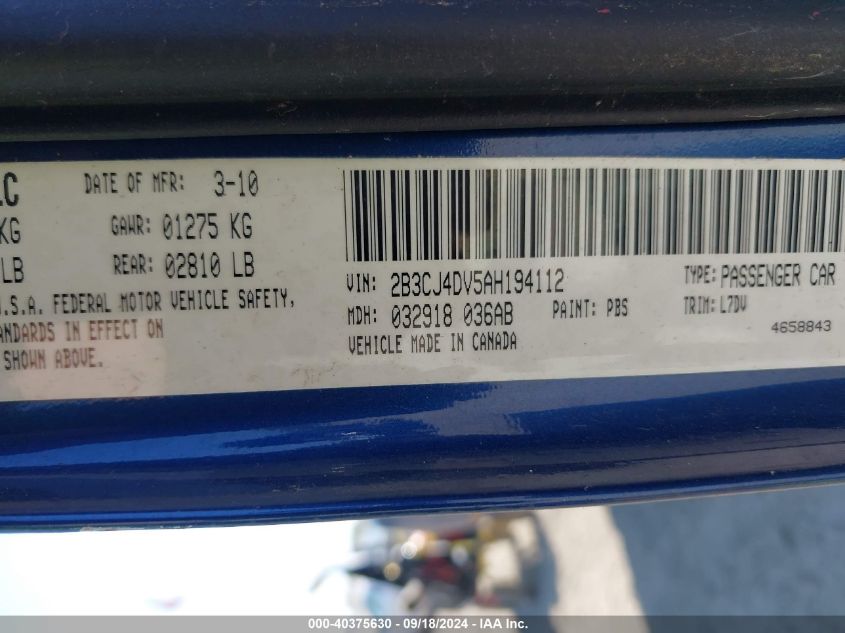 LC DATE OF MFR: 3-10
KG GAWR: 01275 KG
LB REAR: 02810 LB
U.S.A. FEDERAL MOTOR VEHICLE SAFETY,
ANDARDS IN EFFECT ON
SHOWN ABOVE.
VIN: 2B3CJ4DV5AH194112 TYPE: PASSENGER CAR
MDH: 032918 036AB PAINT: PBS TRIM: L7DV
VEHICLE MADE IN CANADA 4658843
000-40375630 - 09/18/2024 - IAA Inc.